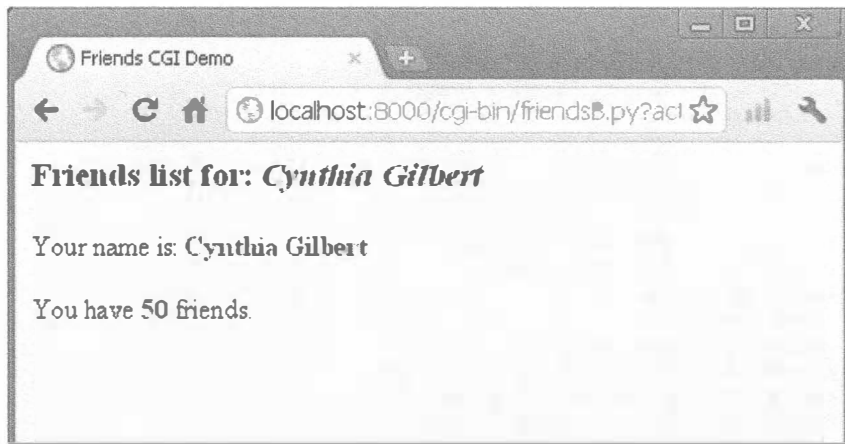 Friends CGI Demo
localhost:8000/cgi-bin/friendsB.py?act
Friends list for: Cynthia Gilbert
Your name is: Cynthia Gilbert
You have 50 friends.